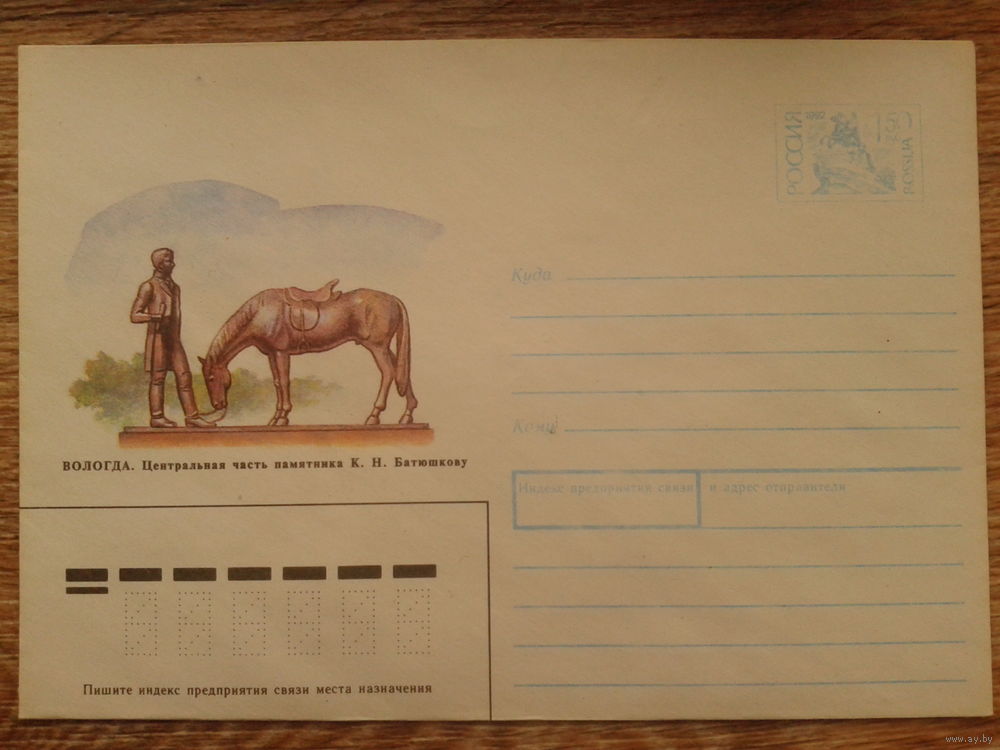 РОССИЯ
1992
ROSSIJA
Куда
Кому
ВОЛОГДА. Центральная часть памятника К. Н. Батюшкову
Индекс предприятия связи
и адрес отправителя
Пишите индекс предприятия связи места назначения
www.ay.by